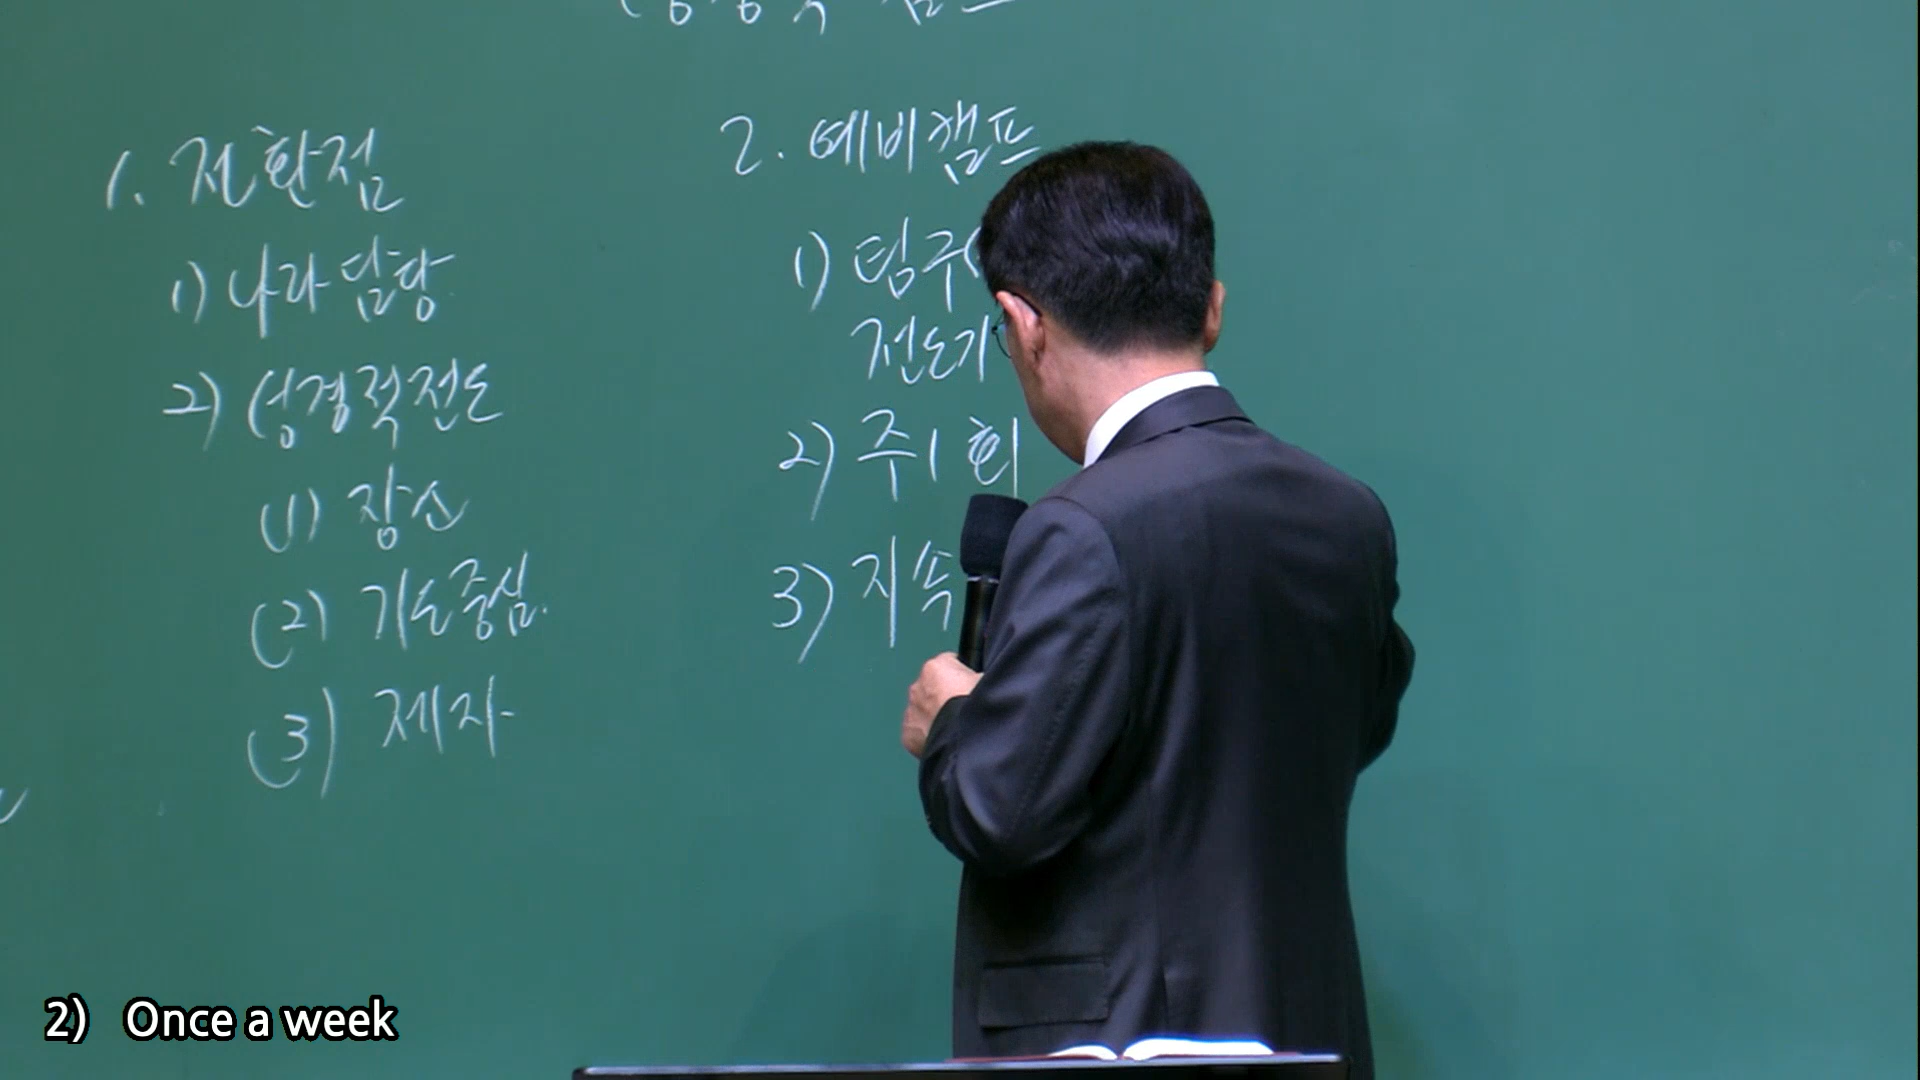 1. 전환점
1) 나라 담당
2) 성경적전도
(1) 장소
(2) 기도중심.
(3) 제자
2. 예비캠프
1) 팀구
전도
2) 주1회
3) 지속
2) Once a week